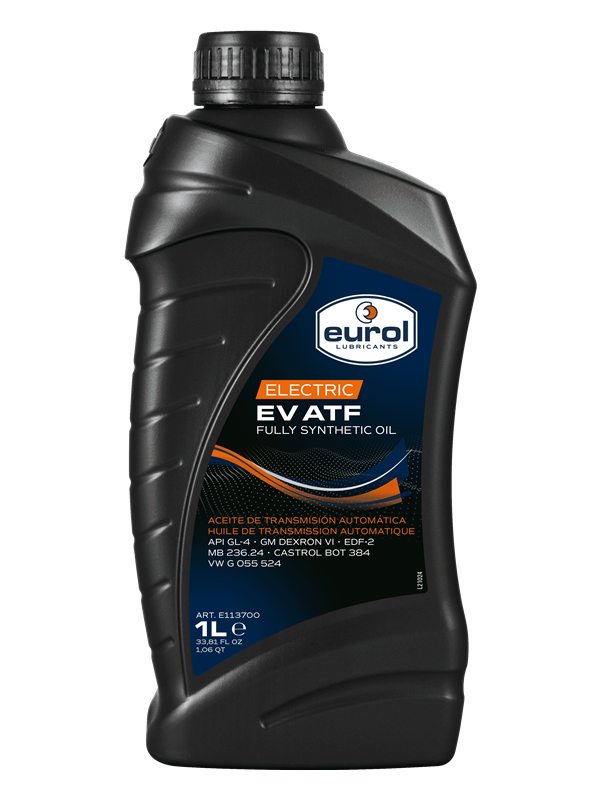 eurol
LUBRICANTS
ELECTRIC
EV ATF
FULLY SYNTHETIC OIL
ACEITE DE TRANSMISIÓN AUTOMÁTICA
HUILE DE TRANSMISSION AUTOMATIQUE
API GL-4 • GM DEXRON VI • EDF-2
MB 236.24 • CASTROL BOT 384
VW G 055 524
L21024
ART. E113700
1L e
33,81 FL OZ
1,06 QT